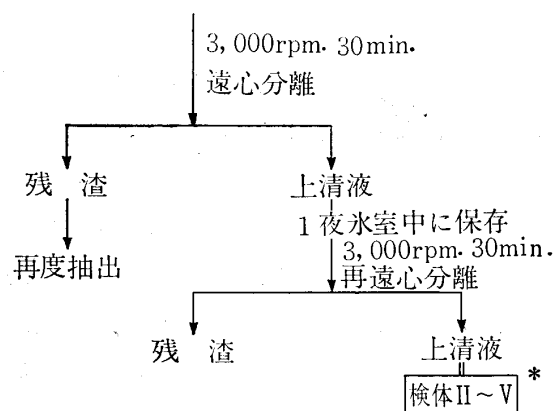 3,000rpm. 30min.
遠心分離
残 渣
上清液
再度抽出
1夜氷室中に保存
3,000rpm. 30min.
再遠心分離
残 渣
上清液
検体II~V *